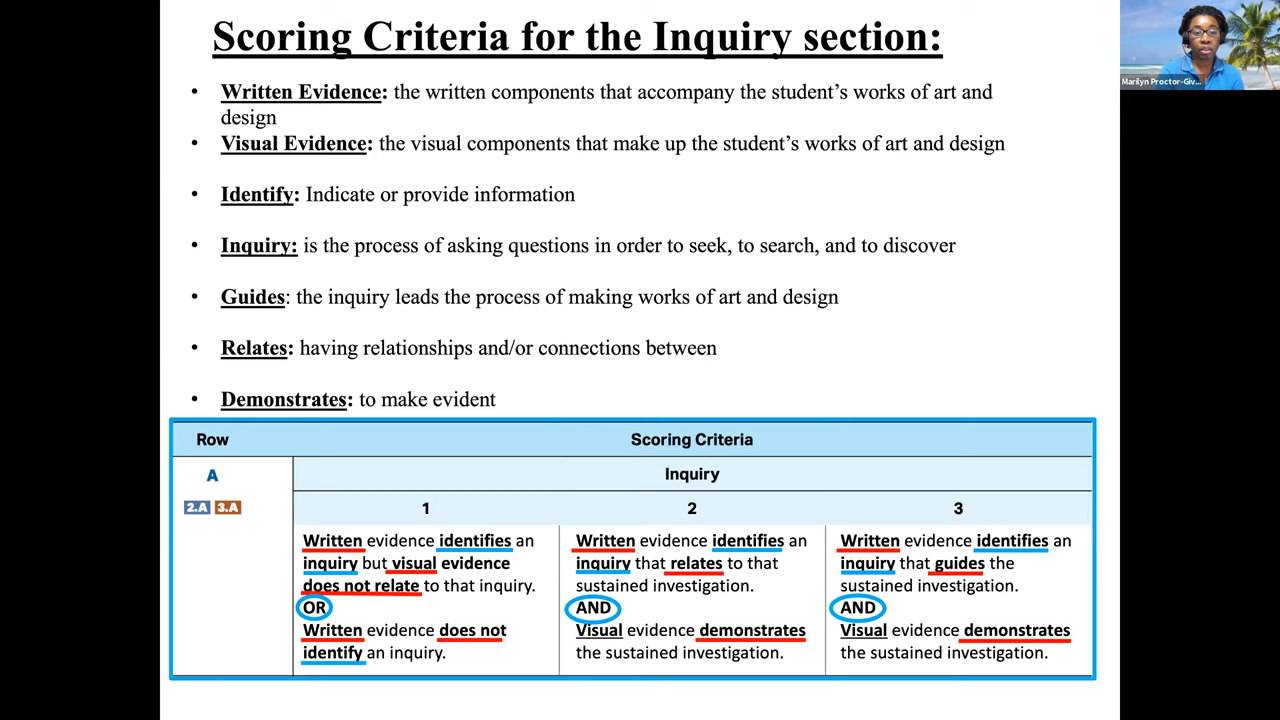 Scoring Criteria for the Inquiry section:
Marilyn Proctor-Giv...
• Written Evidence: the written components that accompany the student's works of art and
design
• Visual Evidence: the visual components that make up the student's works of art and design
• Identify: Indicate or provide information
• Inquiry: is the process of asking questions in order to seek, to search, and to discover
• Guides: the inquiry leads the process of making works of art and design
• Relates: having relationships and/or connections between
• Demonstrates: to make evident
Row Scoring Criteria
A Inquiry
2.A 3.A 1 2 3
Written evidence identifies an
inquiry but visual evidence
does not relate to that inquiry.
OR
Written evidence does not
identify an inquiry.
Written evidence identifies an
inquiry that relates to that
sustained investigation.
AND
Visual evidence demonstrates
the sustained investigation.
Written evidence identifies an
inquiry that guides the
sustained investigation.
AND
Visual evidence demonstrates
the sustained investigation.